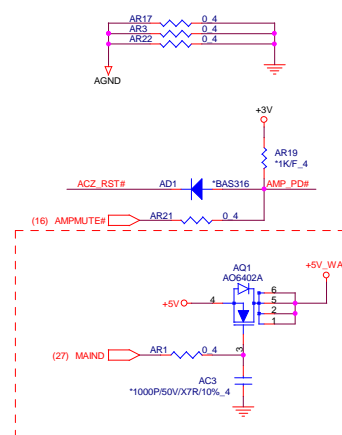 AR17 0_4
AR3 0_4
AR22 0_4
AGND
+3V
AR19
*1K/F_4
ACZ_RST# AD1 *BAS316 AMP_PD#
(16) AMPMUTE# AR21 0_4
AQ1
AO6402A
+5V_WA
+5V 4
6
5
2
1
3
(27) MAIND AR1 0_4
AC3
*1000P/50V/X7R/10%_4